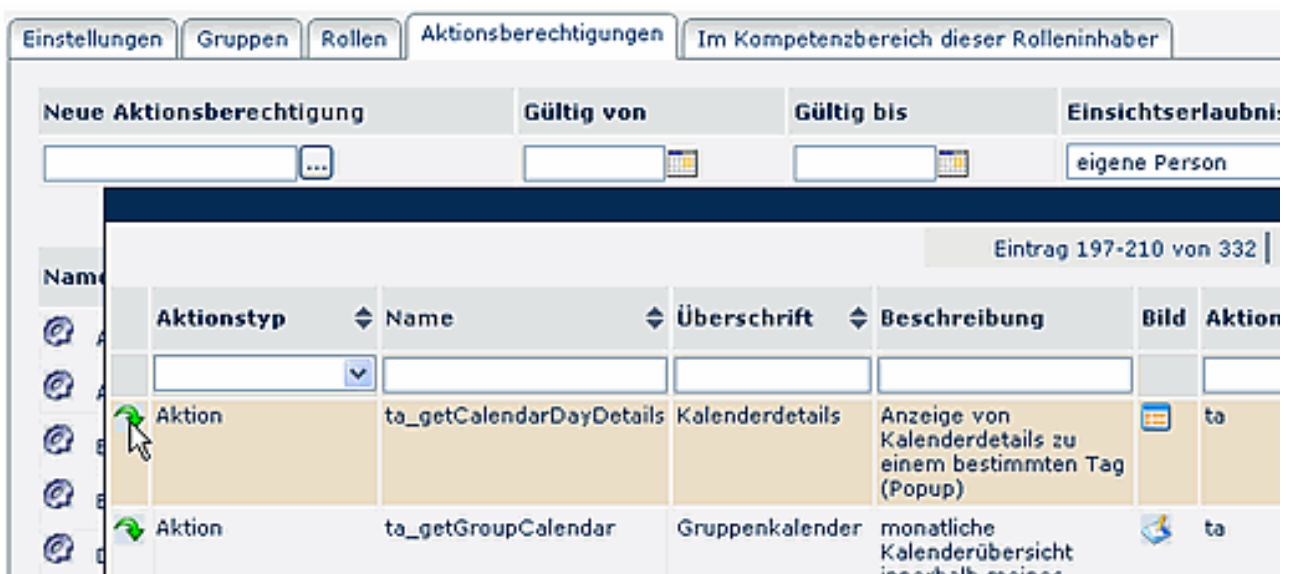 Einstellungen Gruppen Rollen Aktionsberechtigungen Im Kompetenzbereich dieser Rolleninhaber
Neue Aktionsberechtigung Gültig von Gültig bis
... eigene Person
Eintrag 197-210 von 332
Aktionstyp Name Überschrift Beschreibung Bild Aktion
Aktion ta_getCalendarDayDetails Kalenderdetails Anzeige von ta
Kalenderdetails zu
einem bestimmten Tag
(Popup)
Aktion ta_getGroupCalendar Gruppenkalender monatliche ta
Kalenderübersicht